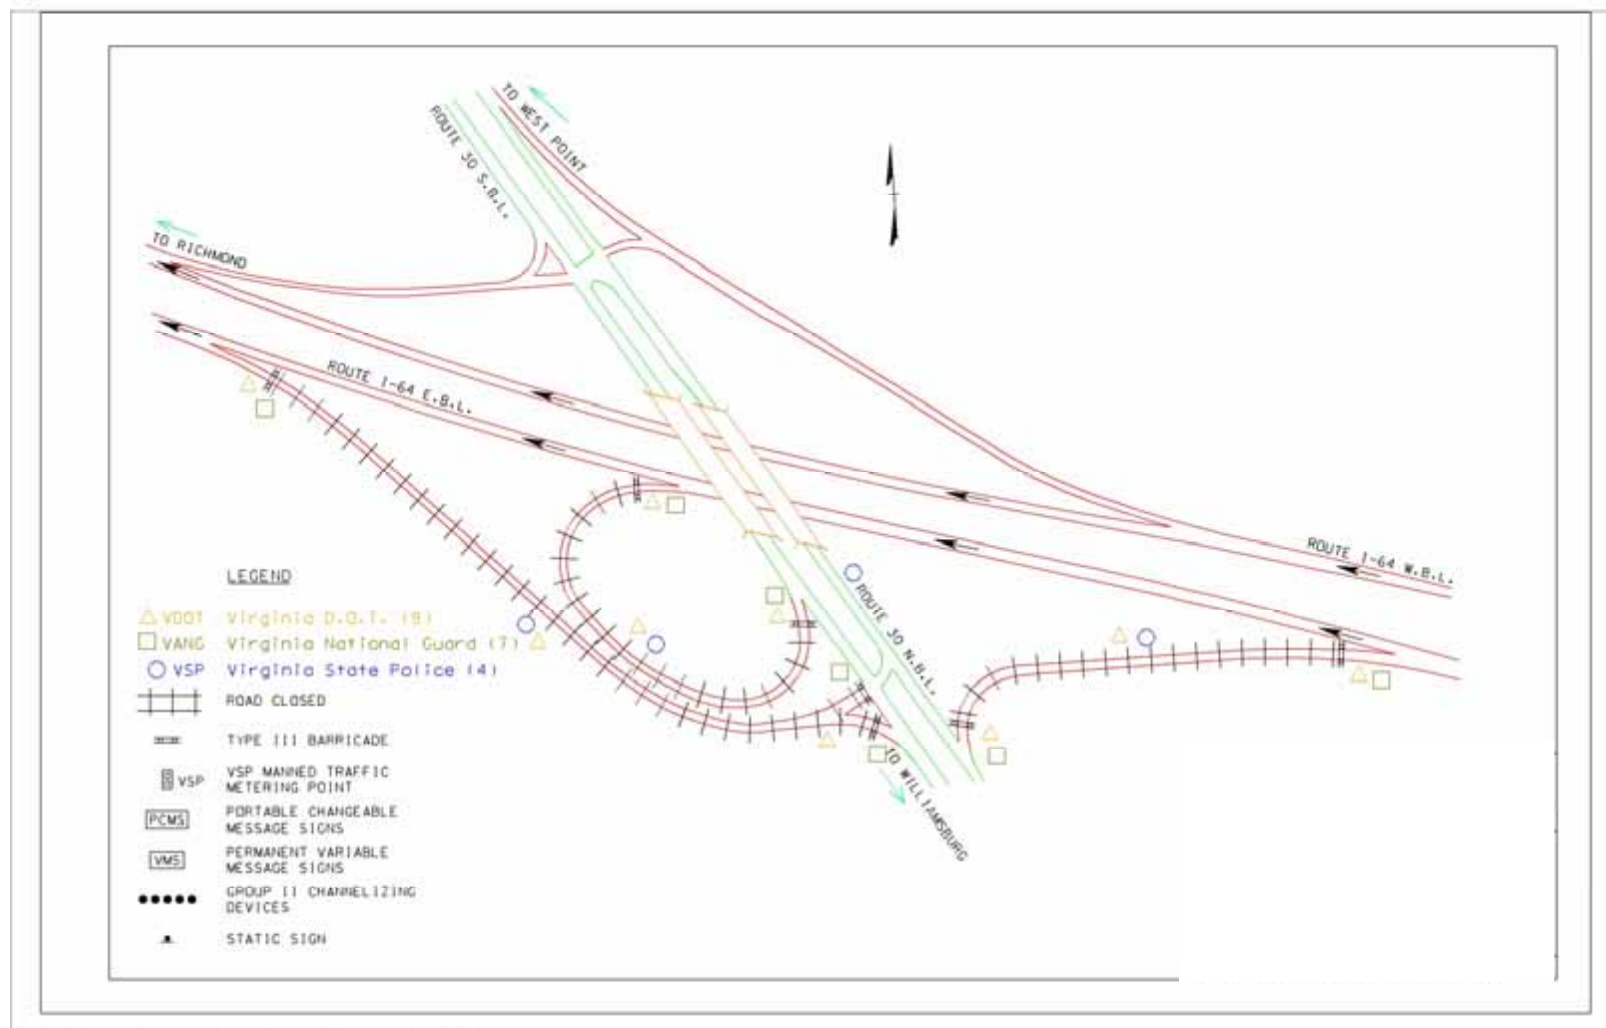 TO WEST POINT
ROUTE 30 S.B.L.
TO RICHMOND
ROUTE I-64 E.B.L.
ROUTE I-64 W.B.L.
ROUTE 30 N.B.L.
TO WILLIAMSBURG
LEGEND
VDOT Virginia D.O.T. (9)
VANG Virginia National Guard (7)
VSP Virginia State Police (4)
ROAD CLOSED
TYPE III BARRICADE
VSP VSP MANNED TRAFFIC
METERING POINT
PCMS PORTABLE CHANGEABLE
MESSAGE SIGNS
VMS PERMANENT VARIABLE
MESSAGE SIGNS
GROUP II CHANNELIZING
DEVICES
STATIC SIGN